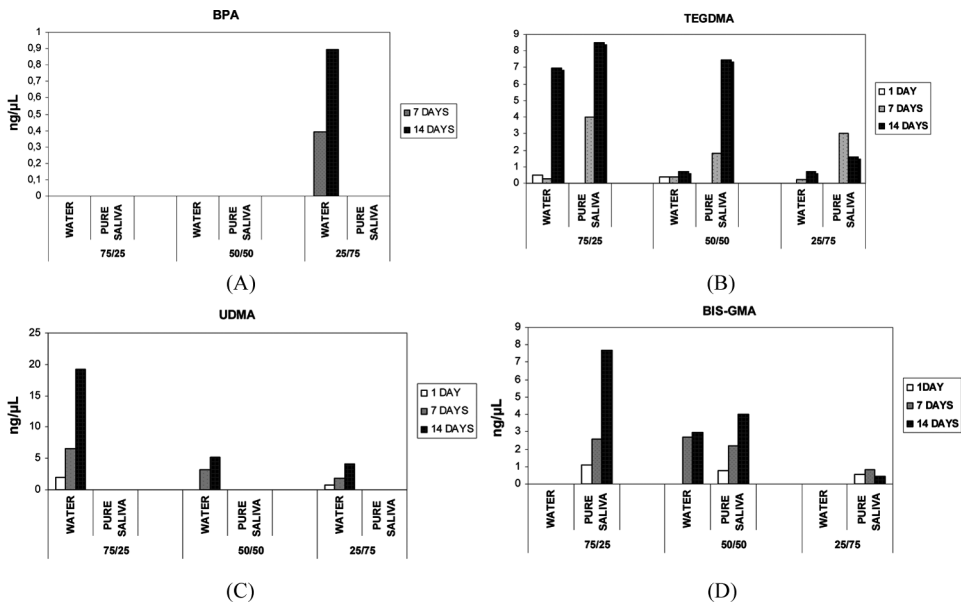 BPA
ng/µL
1
0,9
0,8
0,7
0,6
0,5
0,4
0,3
0,2
0,1
0
WATER
PURE
SALIVA
WATER
PURE
SALIVA
WATER
PURE
SALIVA
75/25
50/50
25/75
7 DAYS
14 DAYS
(A)
TEGDMA
9
8
7
6
5
4
3
2
1
0
WATER
PURE
SALIVA
WATER
PURE
SALIVA
WATER
PURE
SALIVA
75/25
50/50
25/75
1 DAY
7 DAYS
14 DAYS
(B)
UDMA
ng/µL
25
20
15
10
5
0
WATER
PURE
SALIVA
WATER
PURE
SALIVA
WATER
PURE
SALIVA
75/25
50/50
25/75
1 DAY
7 DAYS
14 DAYS
(C)
BIS-GMA
ng/µL
9
8
7
6
5
4
3
2
1
0
WATER
PURE
SALIVA
WATER
PURE
SALIVA
WATER
PURE
SALIVA
75/25
50/50
25/75
1DAY
7 DAYS
14 DAYS
(D)